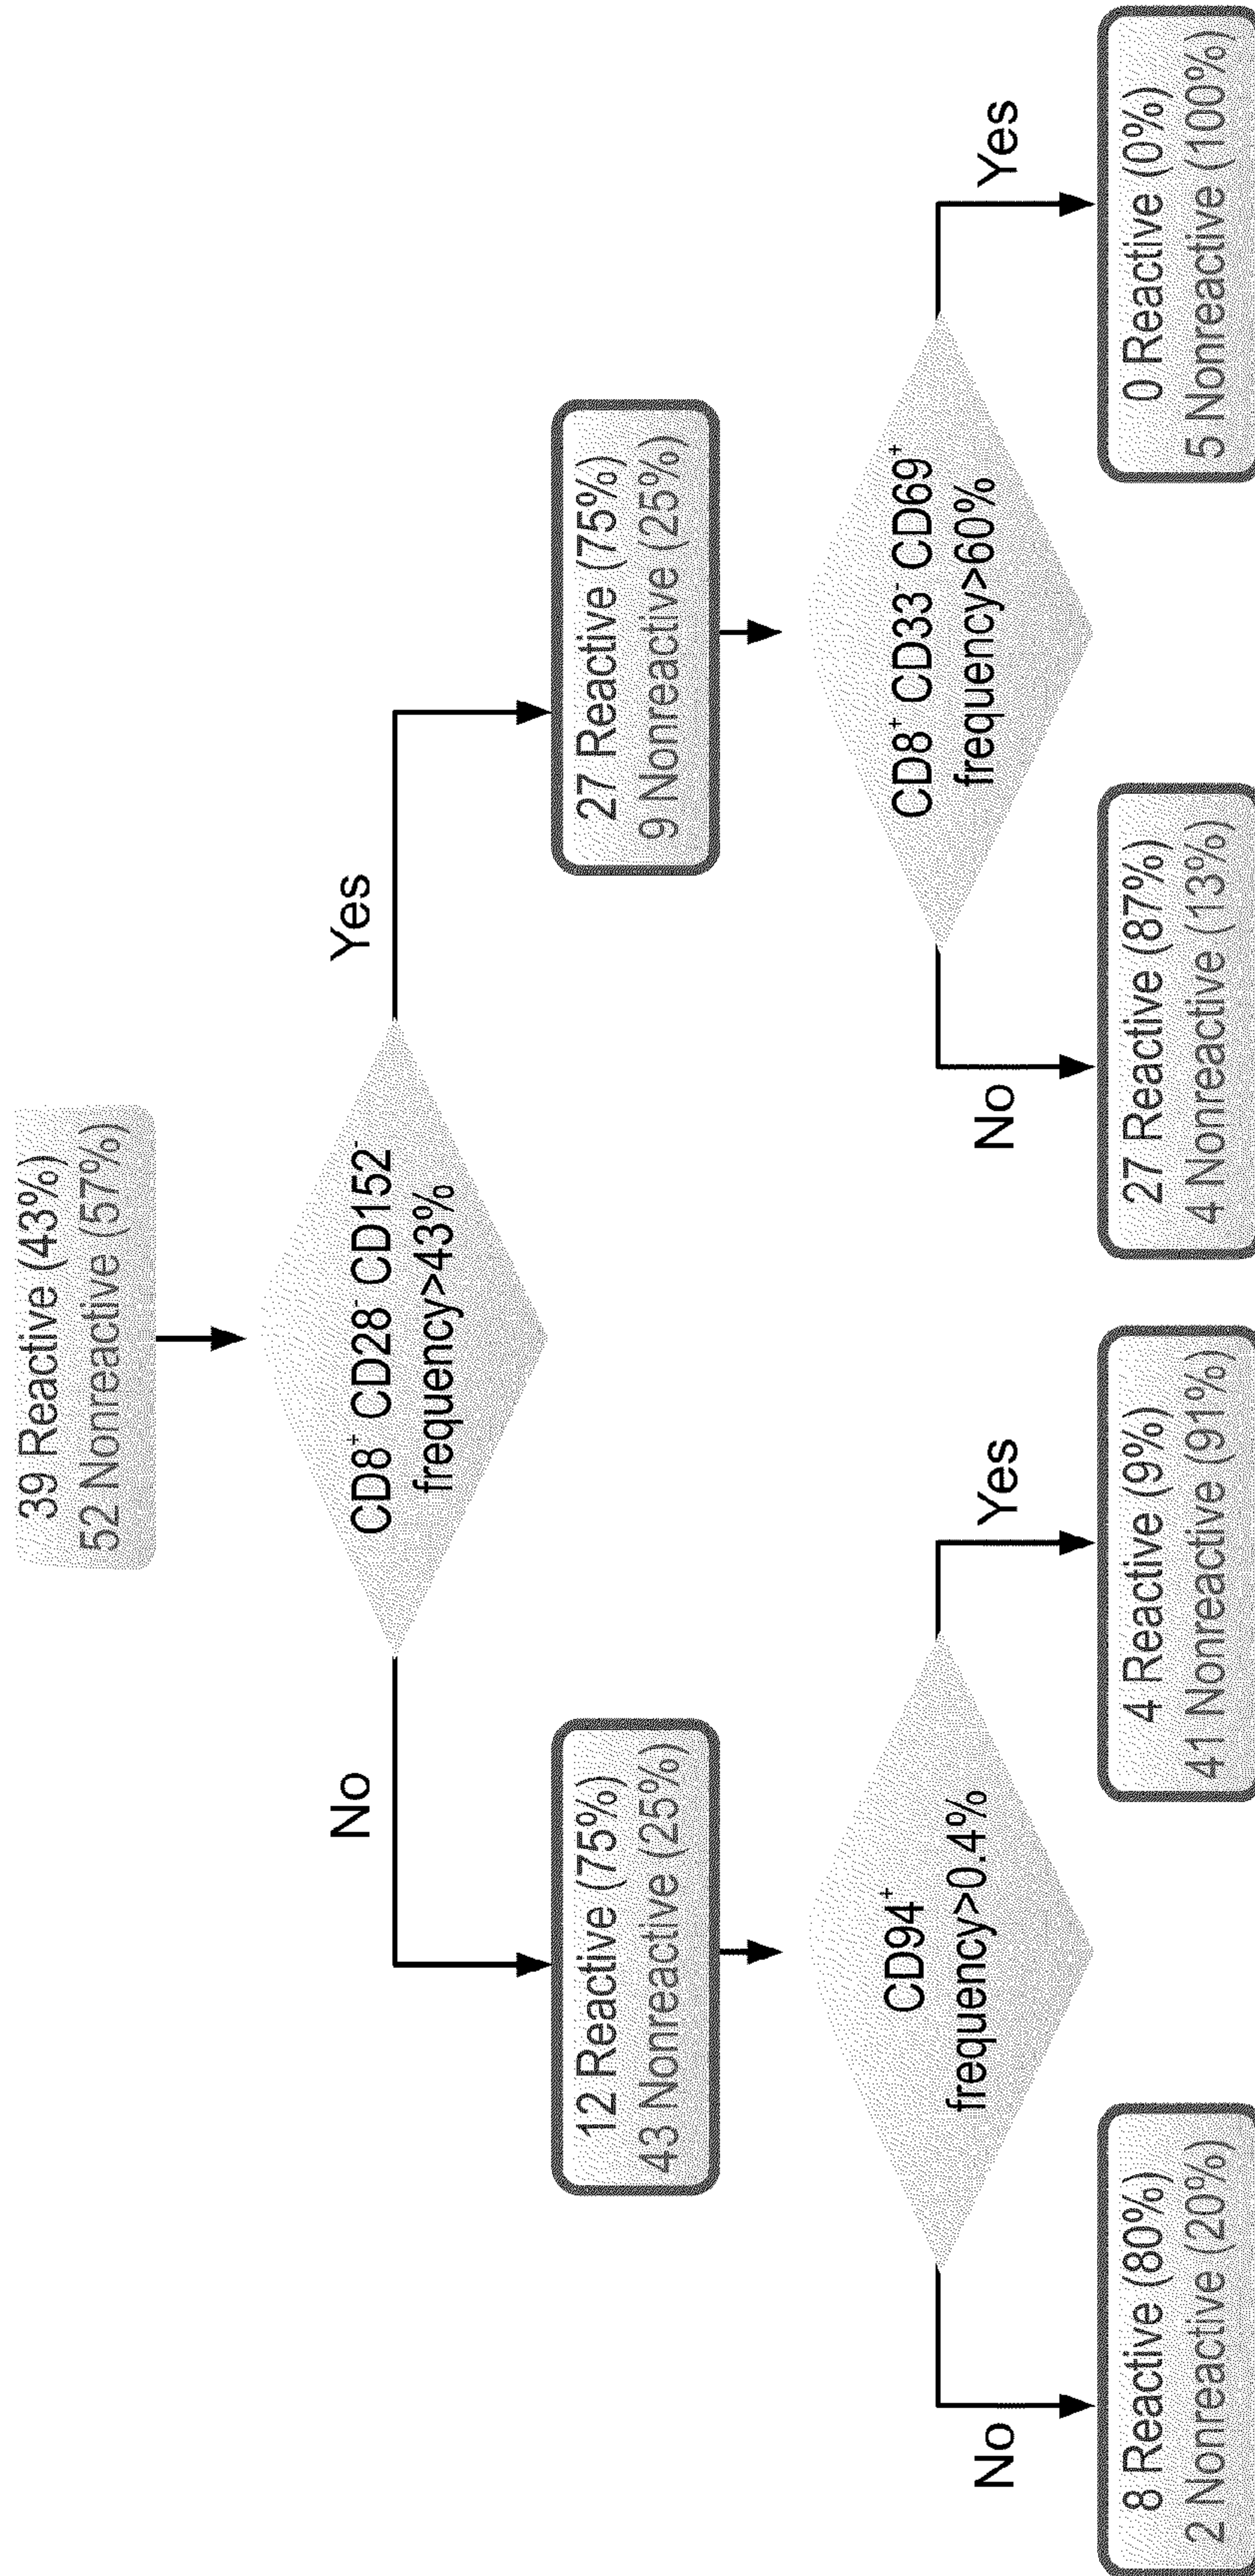 39 Reactive (43%)
52 Nonreactive (57%)
CD8⁺ CD28⁻ CD152⁻
frequency>43%
No
Yes
12 Reactive (75%)
43 Nonreactive (25%)
27 Reactive (75%)
9 Nonreactive (25%)
CD94⁺
frequency>0.4%
CD8⁺ CD33⁻ CD69⁺
frequency>60%
No
Yes
No
Yes
8 Reactive (80%)
2 Nonreactive (20%)
4 Reactive (9%)
41 Nonreactive (91%)
27 Reactive (87%)
4 Nonreactive (13%)
0 Reactive (0%)
5 Nonreactive (100%)